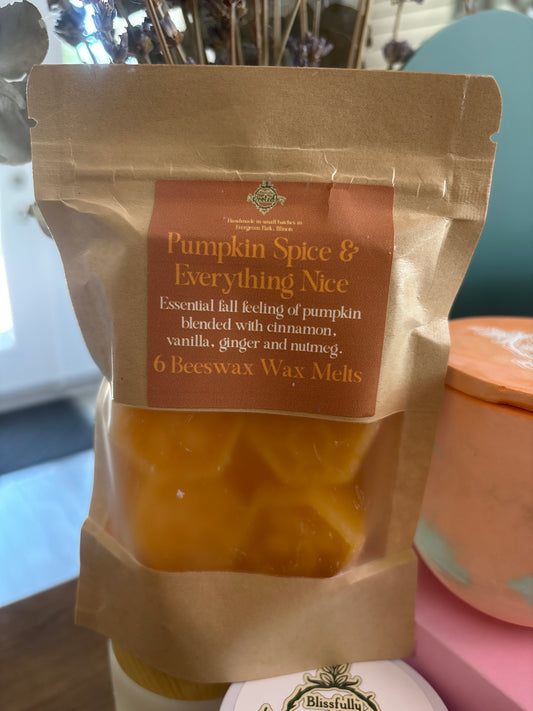 Rooted
Handmade in small batches in
Evergreen Park, Illinois
Pumpkin Spice &
Everything Nice
Essential fall feeling of pumpkin
blended with cinnamon,
vanilla, ginger and nutmeg.
6 Beeswax Wax Melts
Blissfully